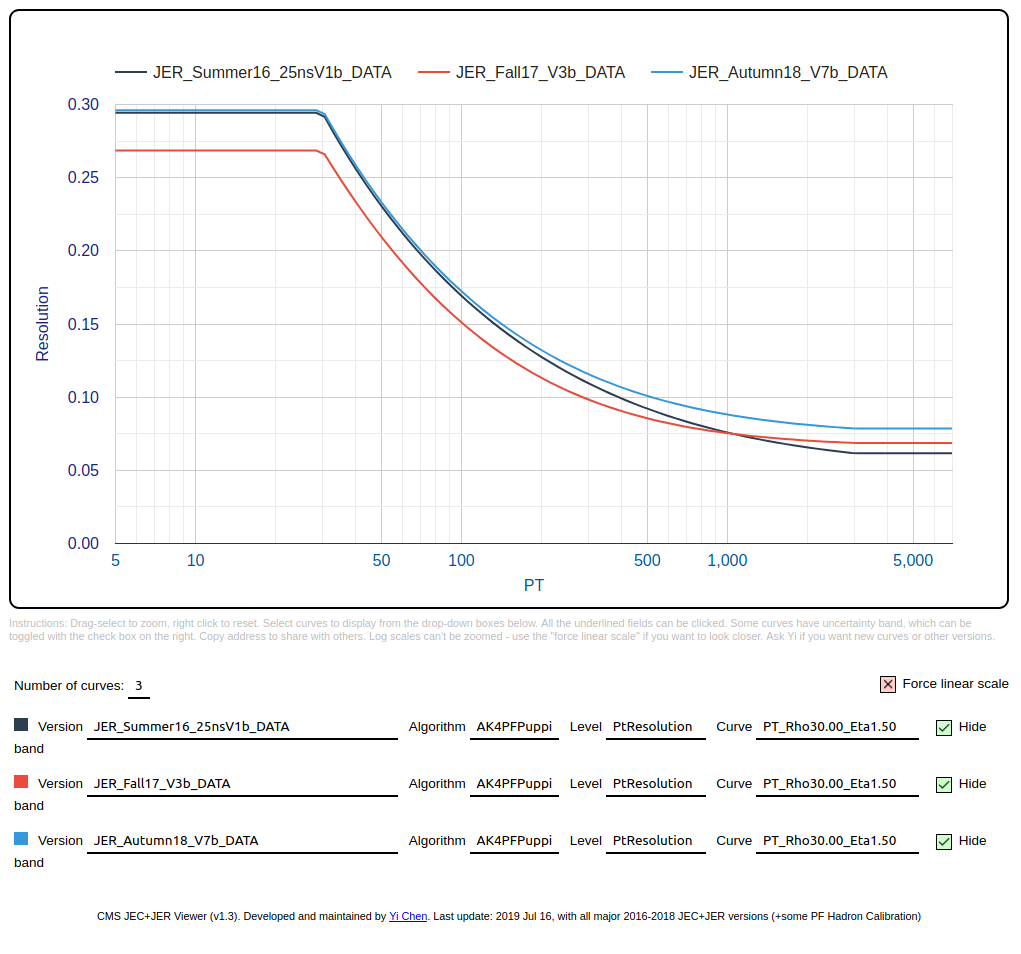 JER_Summer16_25nsV1b_DATA JER_Fall17_V3b_DATA JER_Autumn18_V7b_DATA
0.30
0.25
0.20
0.15
0.10
0.05
0.00
Resolution
5 10 50 100 500 1,000 5,000
PT
Instructions: Drag-select to zoom, right click to reset. Select curves to display from the drop-down boxes below. All the underlined fields can be clicked. Some curves have uncertainty band, which can be
toggled with the check box on the right. Copy address to share with others. Log scales can't be zoomed - use the "force linear scale" if you want to look closer. Ask Yi if you want new curves or other versions.
Number of curves: 3 Force linear scale
Version JER_Summer16_25nsV1b_DATA Algorithm AK4PFPuppi Level PtResolution Curve PT_Rho30.00_Eta1.50 Hide
band
Version JER_Fall17_V3b_DATA Algorithm AK4PFPuppi Level PtResolution Curve PT_Rho30.00_Eta1.50 Hide
band
Version JER_Autumn18_V7b_DATA Algorithm AK4PFPuppi Level PtResolution Curve PT_Rho30.00_Eta1.50 Hide
band
CMS JEC+JER Viewer (v1.3). Developed and maintained by Yi Chen. Last update: 2019 Jul 16, with all major 2016-2018 JEC+JER versions (+some PF Hadron Calibration)